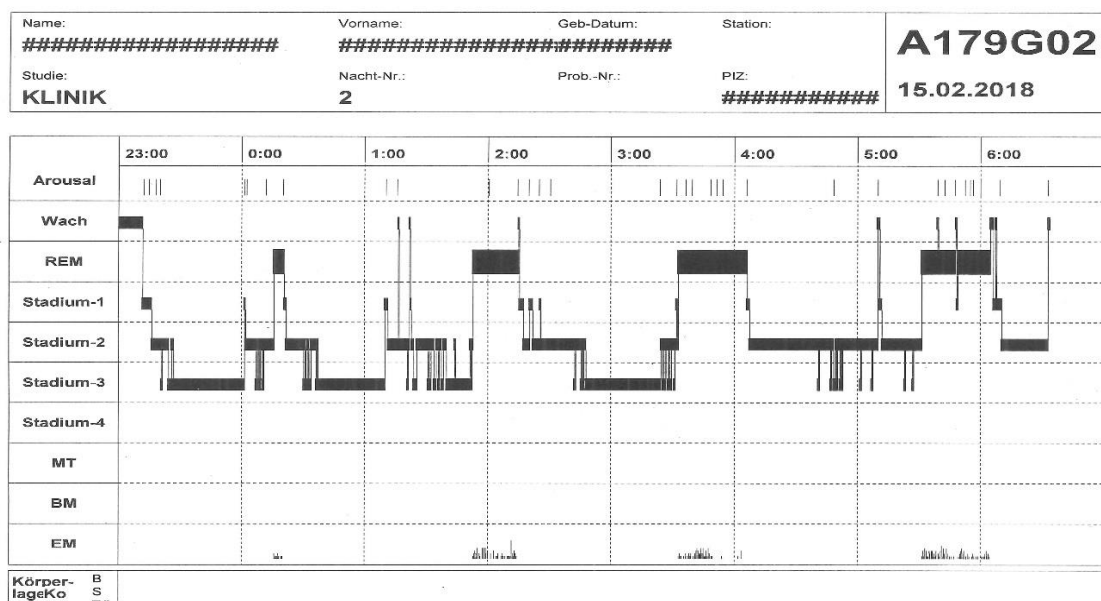 Name: Vorname: Geb-Datum: Station:
################# ############### ######## A179G02
Studie: Nacht-Nr.: Prob.-Nr.: PIZ:
KLINIK 2 ########### 15.02.2018
23:00 0:00 1:00 2:00 3:00 4:00 5:00 6:00
Arousal
Wach
REM
Stadium-1
Stadium-2
Stadium-3
Stadium-4
MT
BM
EM
Körper- B
lageKo S